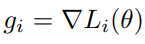 g_i = ∇L_i(θ)